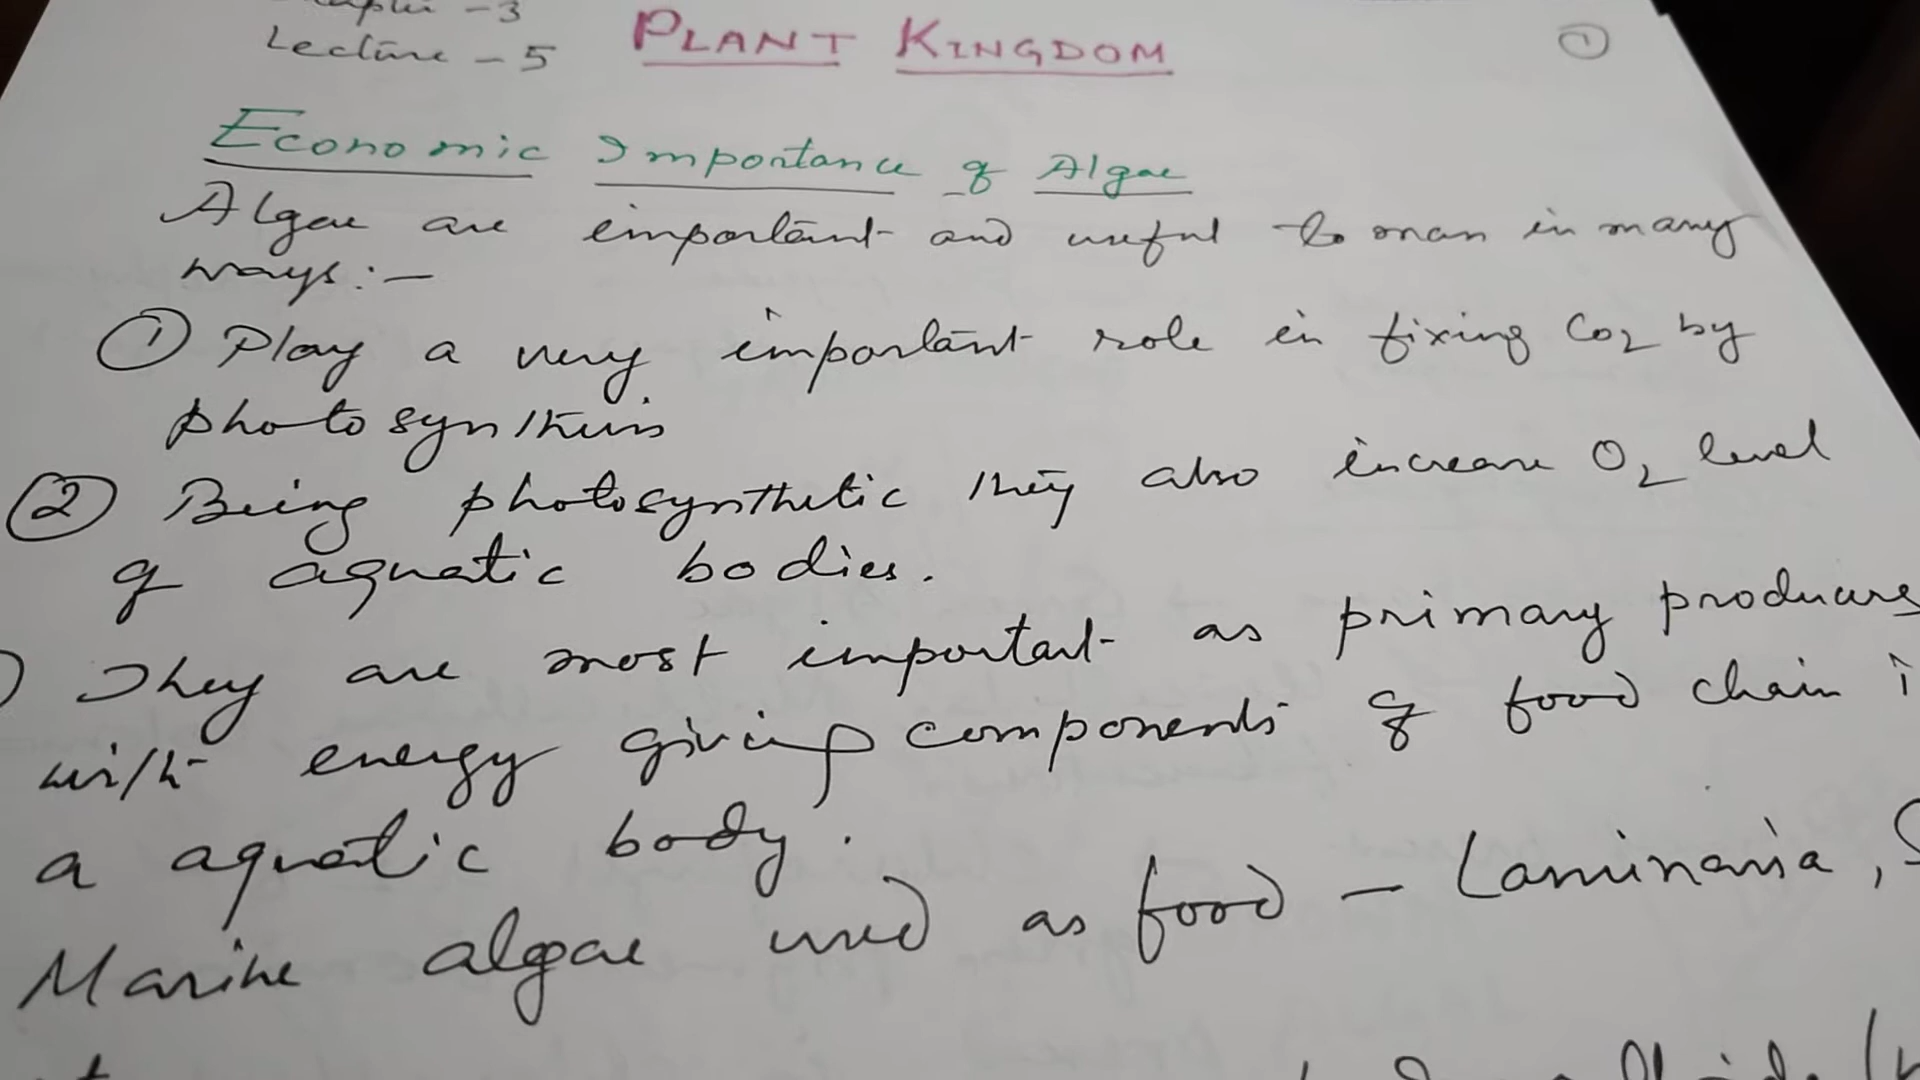 Chapter - 3
Lecture - 5
PLANT KINGDOM
①
Economic Importance of Algae
Algae are important and useful to man in many
ways:-
① Play a very important role in fixing CO2 by
photosynthesis
② Being photosynthetic they also increase O2 level
of aquatic bodies.
They are most important as primary producers
with energy giving components of food chain i
a aquatic body.
Marine algae used as food - Laminaria,